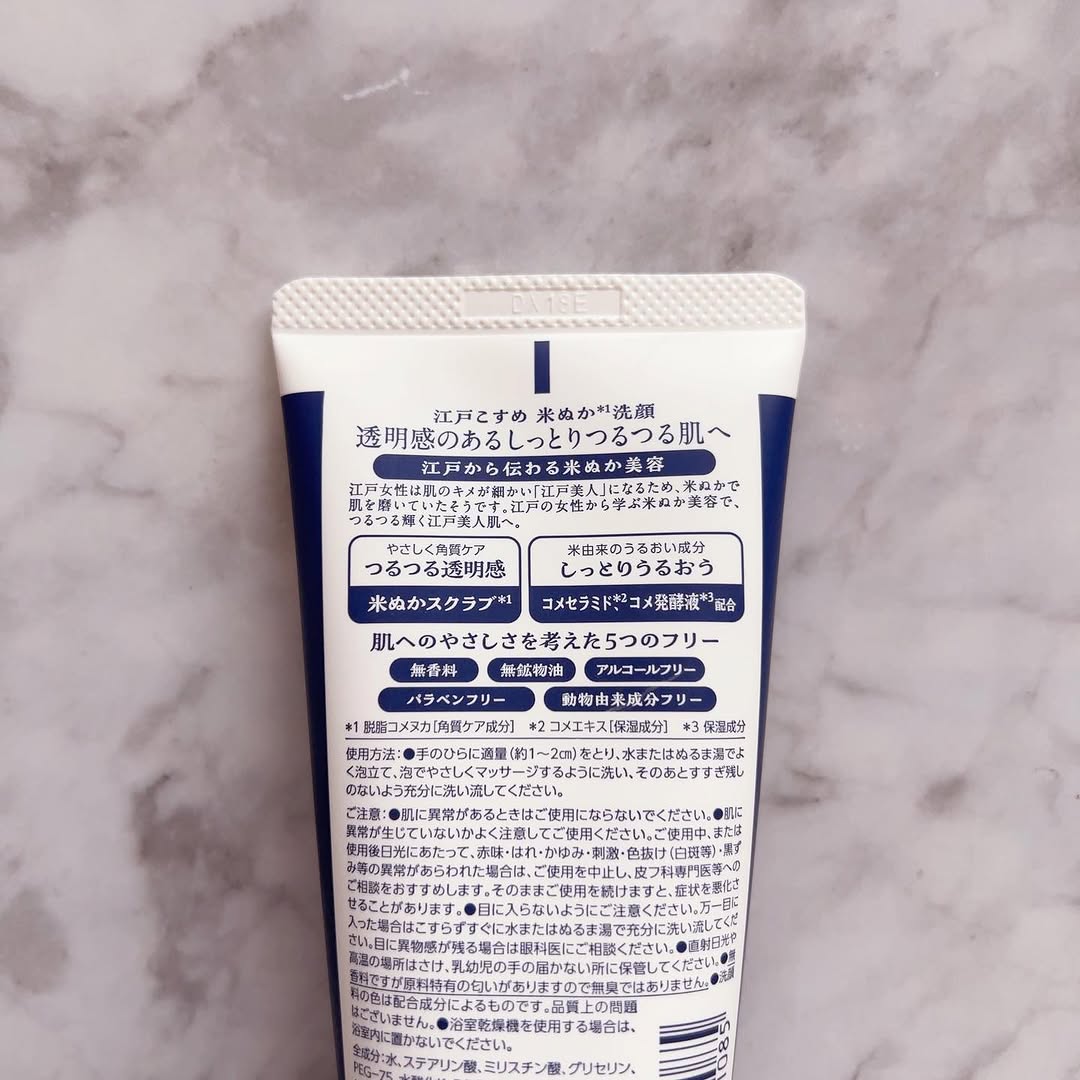 DA18E
江戸こすめ 米ぬか*1洗顔
透明感のあるしっとりつるつる肌へ
江戸から伝わる米ぬか美容
江戸女性は肌のキメが細かい「江戸美人」になるため、米ぬかで
肌を磨いていたそうです。江戸の女性から学ぶ米ぬか美容で、
つるつる輝く江戸美人肌へ。
やさしく角質ケア
つるつる透明感
米ぬかスクラブ*1
米由来のうるおい成分
しっとりうるおう
コメセラミド*2、コメ発酵液*3配合
肌へのやさしさを考えた5つのフリー
無香料 無鉱物油 アルコールフリー
パラベンフリー 動物由来成分フリー
*1 脱脂コメヌカ[角質ケア成分] *2 コメエキス[保湿成分] *3 保湿成分
使用方法:●手のひらに適量(約1〜2㎝)をとり、水またはぬるま湯でよ
く泡立て、泡でやさしくマッサージするように洗い、そのあとすすぎ残し
のないよう充分に洗い流してください。
ご注意:●肌に異常があるときはご使用にならないでください。●肌に
異常が生じていないかよく注意してご使用ください。ご使用中、または
使用後日光にあたって、赤味・はれ・かゆみ・刺激・色抜け(白斑等)・黒ず
み等の異常があらわれた場合は、ご使用を中止し、皮フ科専門医等への
ご相談をおすすめします。そのままご使用を続けますと、症状を悪化さ
せることがあります。●目に入らないようにご注意ください。万一目に
入った場合はこすらずすぐに水またはぬるま湯で充分に洗い流してくだ
さい。目に異物感が残る場合は眼科医にご相談ください。●直射日光や
高温の場所はさけ、乳幼児の手の届かない所に保管してください。●無
香料ですが原料特有の匂いがありますので無臭ではありません。●洗顔
料の色は配合成分によるものです。品質上の問題
はございません。●浴室乾燥機を使用する場合は、
浴室内に置かないでください。
全成分:水、ステアリン酸、ミリスチン酸、グリセリン、
PEG-75、
1085